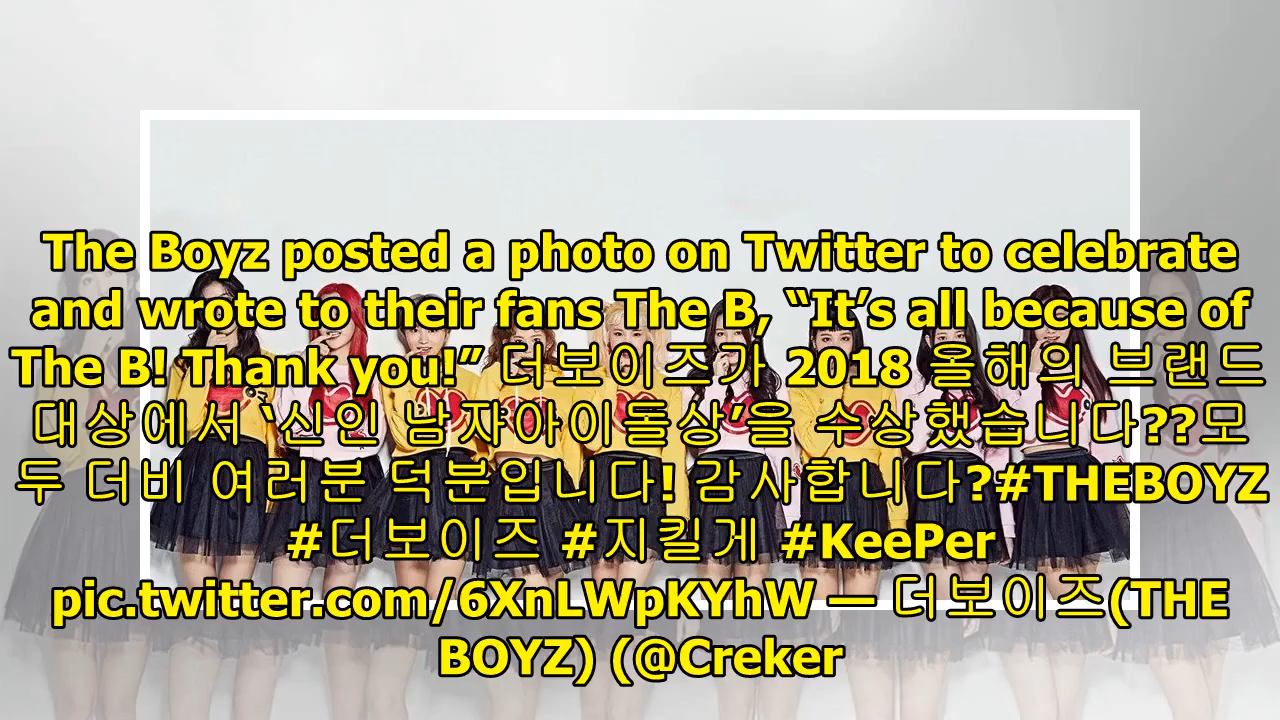 The Boyz posted a photo on Twitter to celebrate
and wrote to their fans The B, “It’s all because of
The B! Thank you!” 더보이즈가 2018 올해의 브랜드
대상에서 ‘신인 남자아이돌상’을 수상했습니다??모
두 더비 여러분 덕분입니다! 감사합니다?#THEBOYZ
#더보이즈 #지킬게 #KeePer
pic.twitter.com/6XnLWpKYhW — 더보이즈(THE
BOYZ) (@Creker